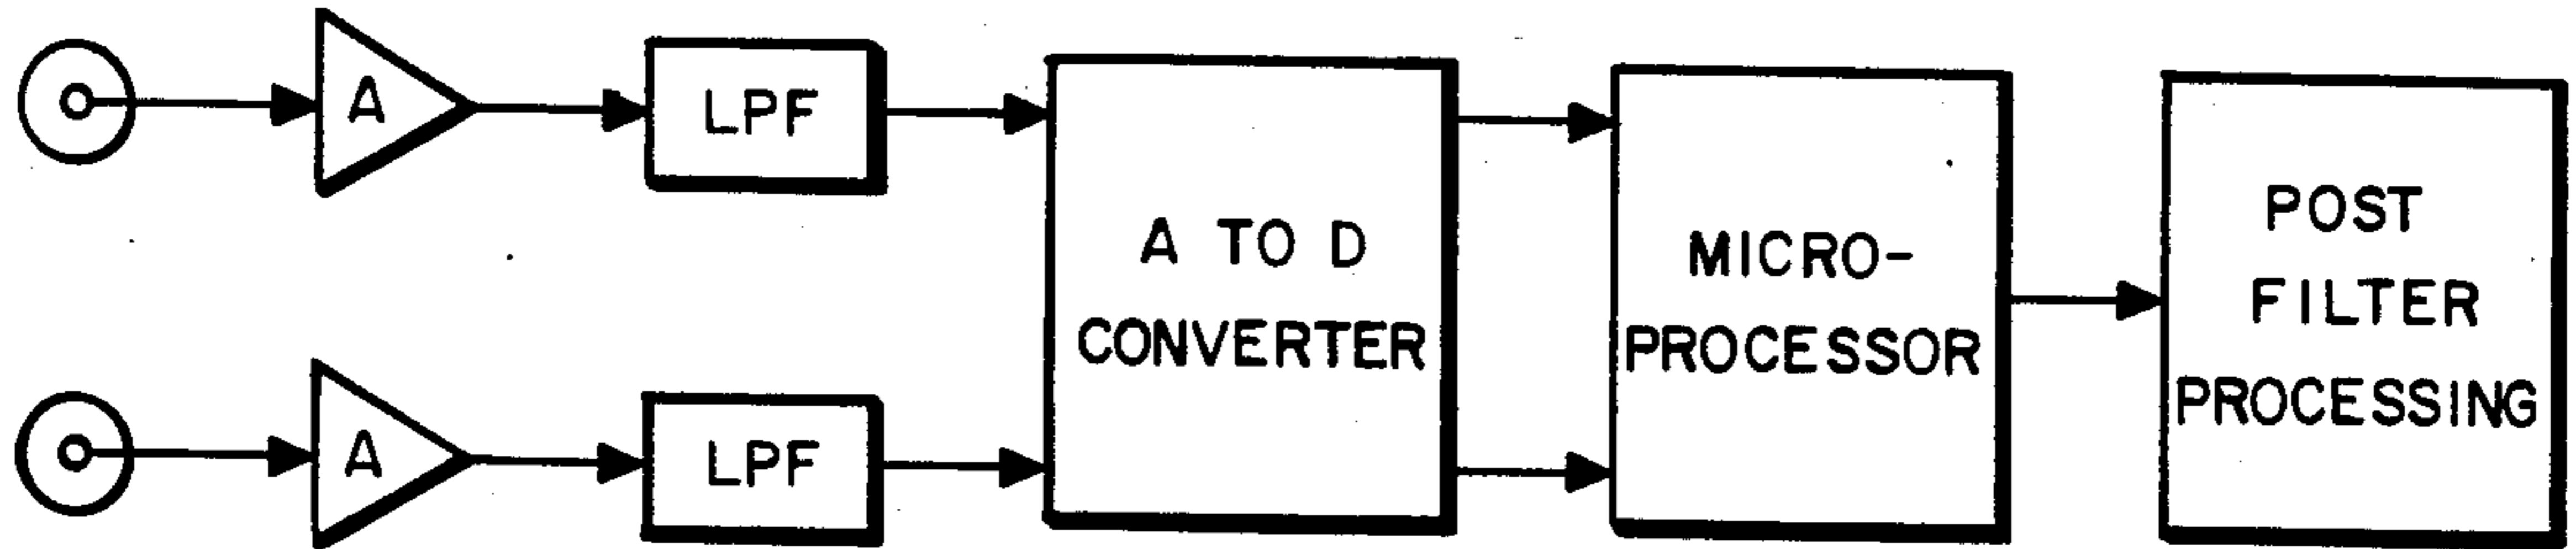 A
LPF
A TO D
CONVERTER
MICRO-
PROCESSOR
POST
FILTER
PROCESSING
A
LPF